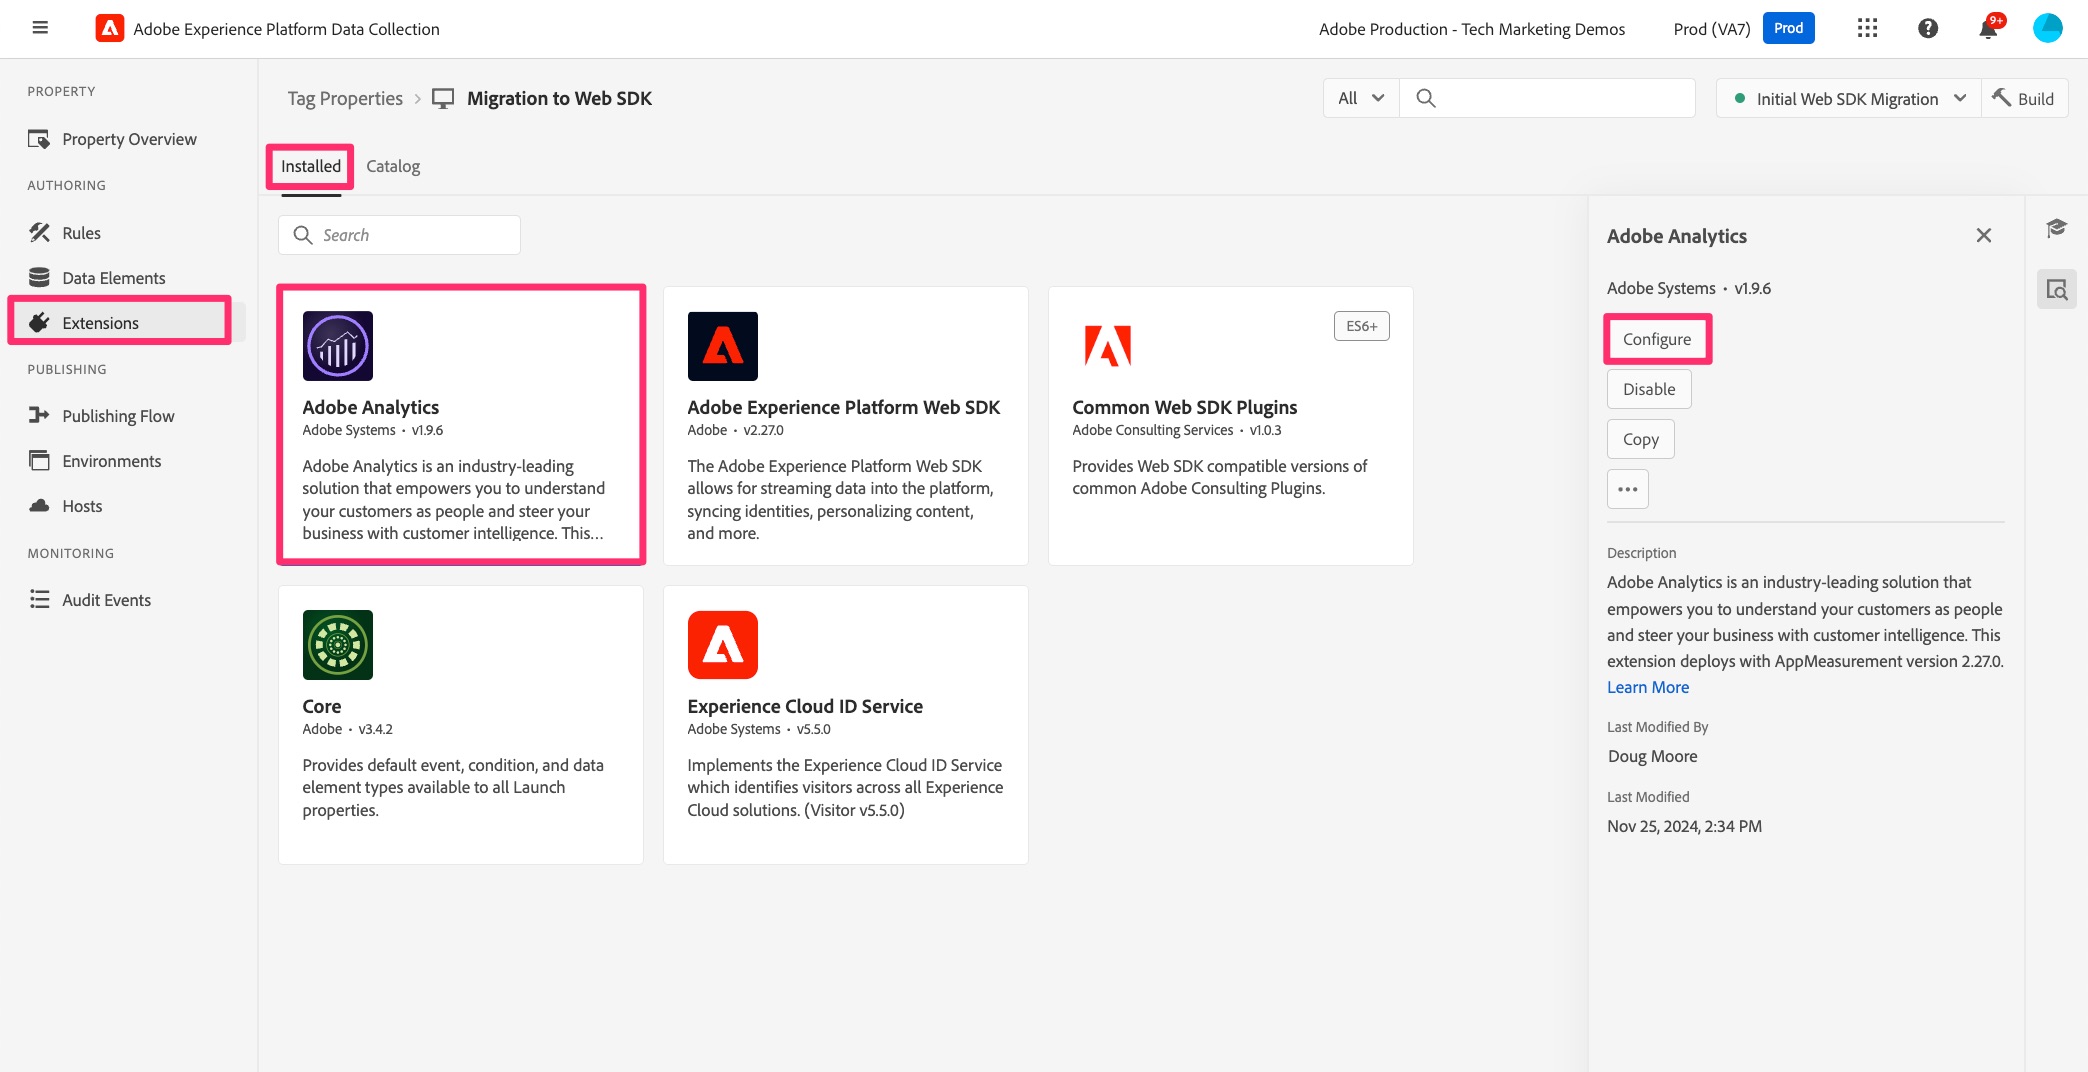 Adobe Experience Platform Data Collection
Adobe Production - Tech Marketing Demos
Prod (VA7)
Prod
9+
PROPERTY
Property Overview
AUTHORING
Rules
Data Elements
Extensions
PUBLISHING
Publishing Flow
Environments
Hosts
MONITORING
Audit Events
Tag Properties
Migration to Web SDK
All
Initial Web SDK Migration
Build
Installed
Catalog
Search
Adobe Analytics
Adobe Systems • v1.9.6
Adobe Analytics is an industry-leading
solution that empowers you to understand
your customers as people and steer your
business with customer intelligence. This...
Adobe Experience Platform Web SDK
Adobe • v2.27.0
The Adobe Experience Platform Web SDK
allows for streaming data into the platform,
syncing identities, personalizing content,
and more.
ES6+
Common Web SDK Plugins
Adobe Consulting Services • v1.0.3
Provides Web SDK compatible versions of
common Adobe Consulting Plugins.
Core
Adobe • v3.4.2
Provides default event, condition, and data
element types available to all Launch
properties.
Experience Cloud ID Service
Adobe Systems • v5.5.0
Implements the Experience Cloud ID Service
which identifies visitors across all Experience
Cloud solutions. (Visitor v5.5.0)
Adobe Analytics
Adobe Systems • v1.9.6
Configure
Disable
Copy
Description
Adobe Analytics is an industry-leading solution that
empowers you to understand your customers as people
and steer your business with customer intelligence. This
extension deploys with AppMeasurement version 2.27.0.
Learn More
Last Modified By
Doug Moore
Last Modified
Nov 25, 2024, 2:34 PM